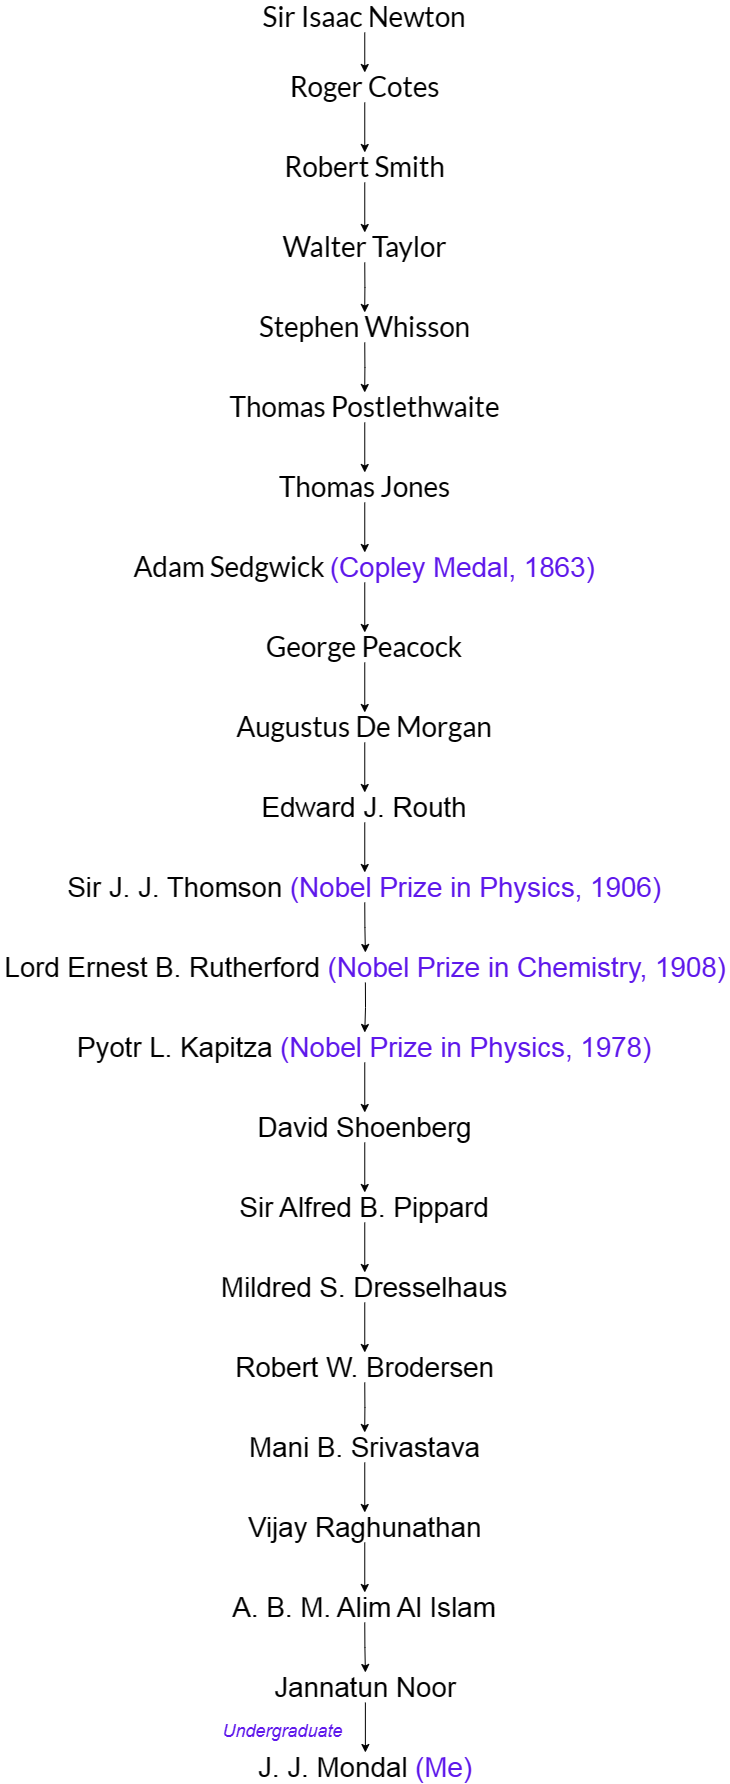 Sir Isaac Newton
Roger Cotes
Robert Smith
Walter Taylor
Stephen Whisson
Thomas Postlethwaite
Thomas Jones
Adam Sedgwick (Copley Medal, 1863)
George Peacock
Augustus De Morgan
Edward J. Routh
Sir J. J. Thomson (Nobel Prize in Physics, 1906)
Lord Ernest B. Rutherford (Nobel Prize in Chemistry, 1908)
Pyotr L. Kapitza (Nobel Prize in Physics, 1978)
David Shoenberg
Sir Alfred B. Pippard
Mildred S. Dresselhaus
Robert W. Brodersen
Mani B. Srivastava
Vijay Raghunathan
A. B. M. Alim Al Islam
Jannatun Noor
Undergraduate
J. J. Mondal (Me)